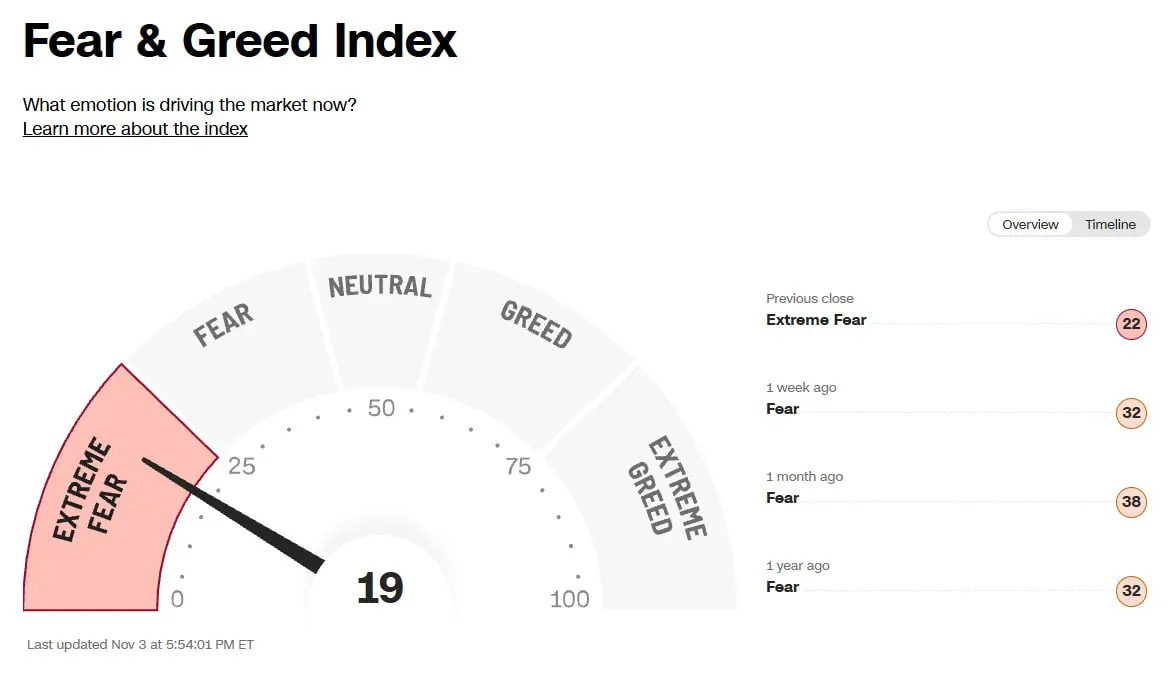 Fear & Greed Index
What emotion is driving the market now?
Learn more about the index
Overview
Timeline
EXTREME
FEAR
FEAR
NEUTRAL
GREED
EXTREME
GREED
0
25
50
75
100
19
Last updated Nov 3 at 5:54:01 PM ET
Previous close
Extreme Fear 22
1 week ago
Fear 32
1 month ago
Fear 38
1 year ago
Fear 32